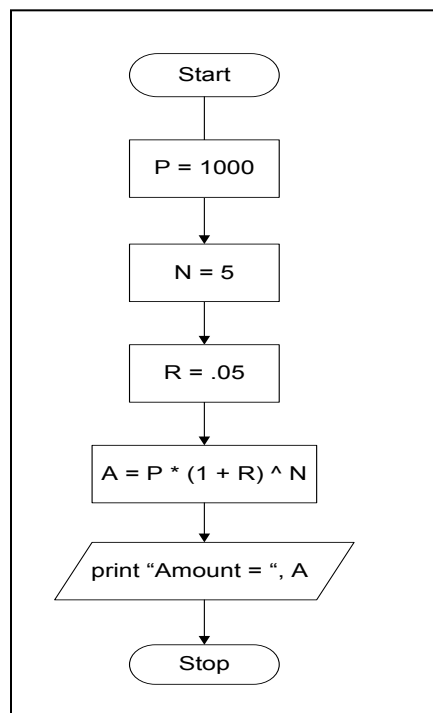 Start
P = 1000
N = 5
R = .05
A = P * (1 + R) ^ N
print “Amount = “, A
Stop